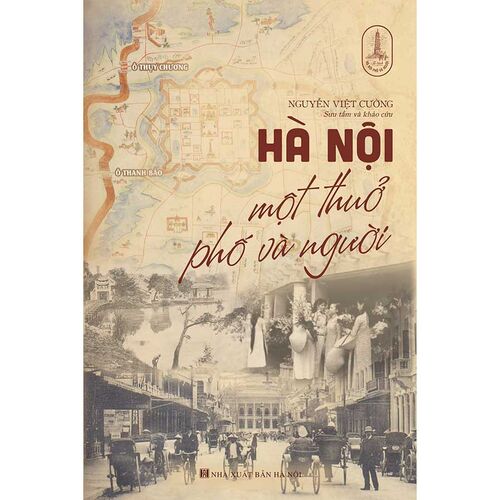 Ô THỤY CHƯƠNG
NGUYỄN VIỆT CƯỜNG
Sưu tầm và khảo cứu
HÀ NỘI
Ô THANH BẢO
một thuở
phố và người
NHÀ XUẤT BẢN HÀ NỘI